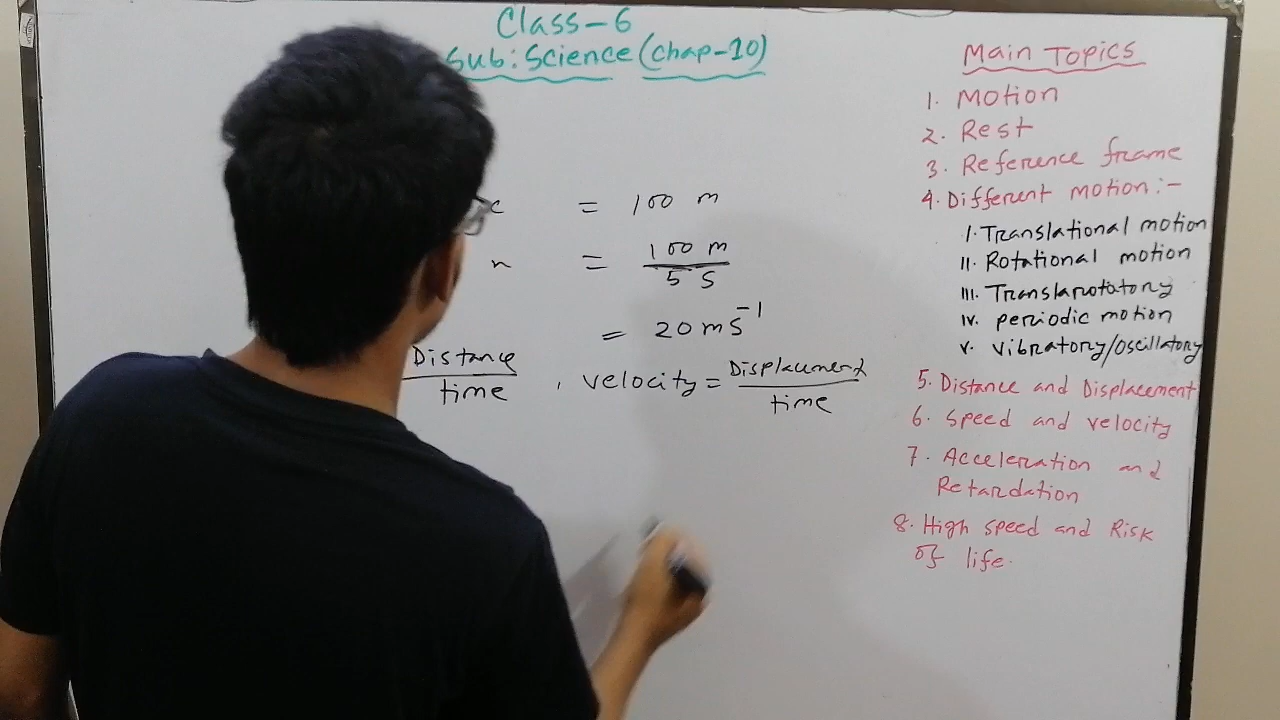 Class-6
Sub: Science (chap-10)
= 100 m
= 100 m
5 s
= 20 ms⁻¹
Distance
time
, velocity = Displacement
time
Main Topics
1. Motion
2. Rest
3. Reference frame
4. Different motion:-
I. Translational motion
II. Rotational motion
III. Translarotatory
IV. periodic motion
V. vibratory/oscillatory
5. Distance and Displacement
6. Speed and velocity
7. Acceleration and
Retardation
8. High speed and Risk
of life.